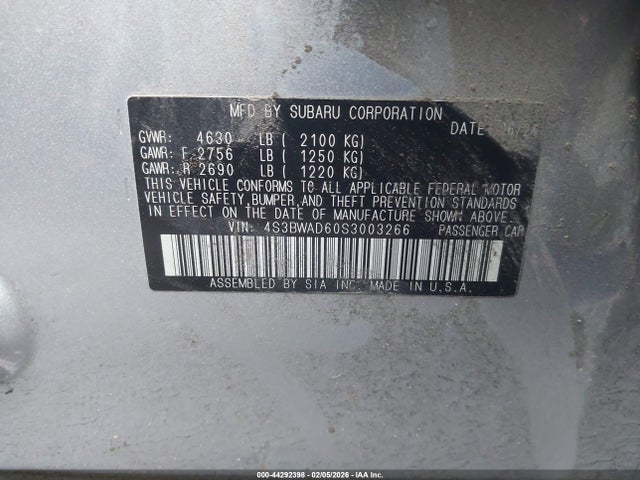 MFD BY SUBARU CORPORATION
DATE
GVWR: 4630 LB ( 2100 KG)
GAWR: F 2756 LB ( 1250 KG)
GAWR: R 2690 LB ( 1220 KG)
THIS VEHICLE CONFORMS TO ALL APPLICABLE FEDERAL MOTOR
VEHICLE SAFETY,BUMPER,AND THEFT PREVENTION STANDARDS
IN EFFECT ON THE DATE OF MANUFACTURE SHOWN ABOVE.
VIN: 4S3BWAD60S3003266 PASSENGER CAR
ASSEMBLED BY SIA INC. MADE IN U.S.A.
000-44292398 - 02/05/2026 - IAA Inc.